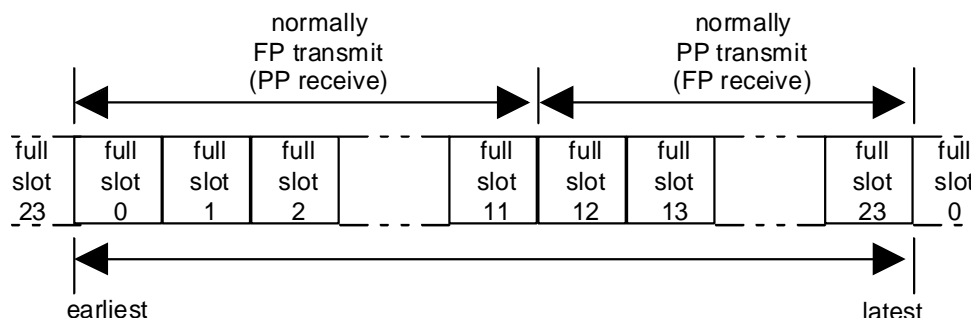 normally normally
FP transmit PP transmit
(PP receive) (FP receive)
full full full full full full full full full
slot slot slot slot slot slot slot slot slot
23 0 1 2 11 12 13 23 0
earliest latest